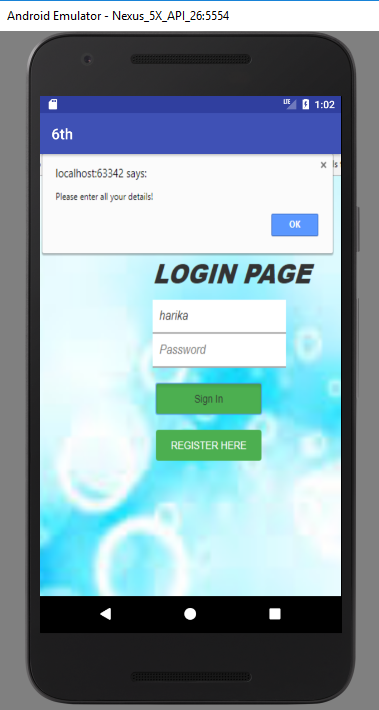 Android Emulator - Nexus_5X_API_26:5554
LTE 1:02
6th
localhost:63342 says:
Please enter all your details!
OK
LOGIN PAGE
harika
Password
Sign In
REGISTER HERE